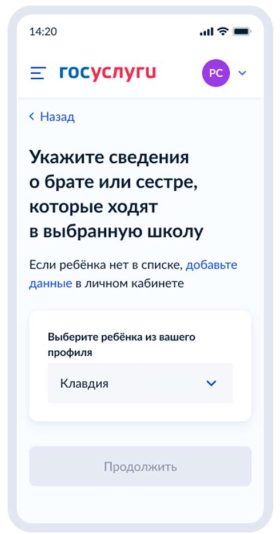 14:20
госуслуги
РС
Назад
Укажите сведения
о брате или сестре,
которые ходят
в выбранную школу
Если ребёнка нет в списке, добавьте
данные в личном кабинете
Выберите ребёнка из вашего
профиля
Клавдия
Продолжить